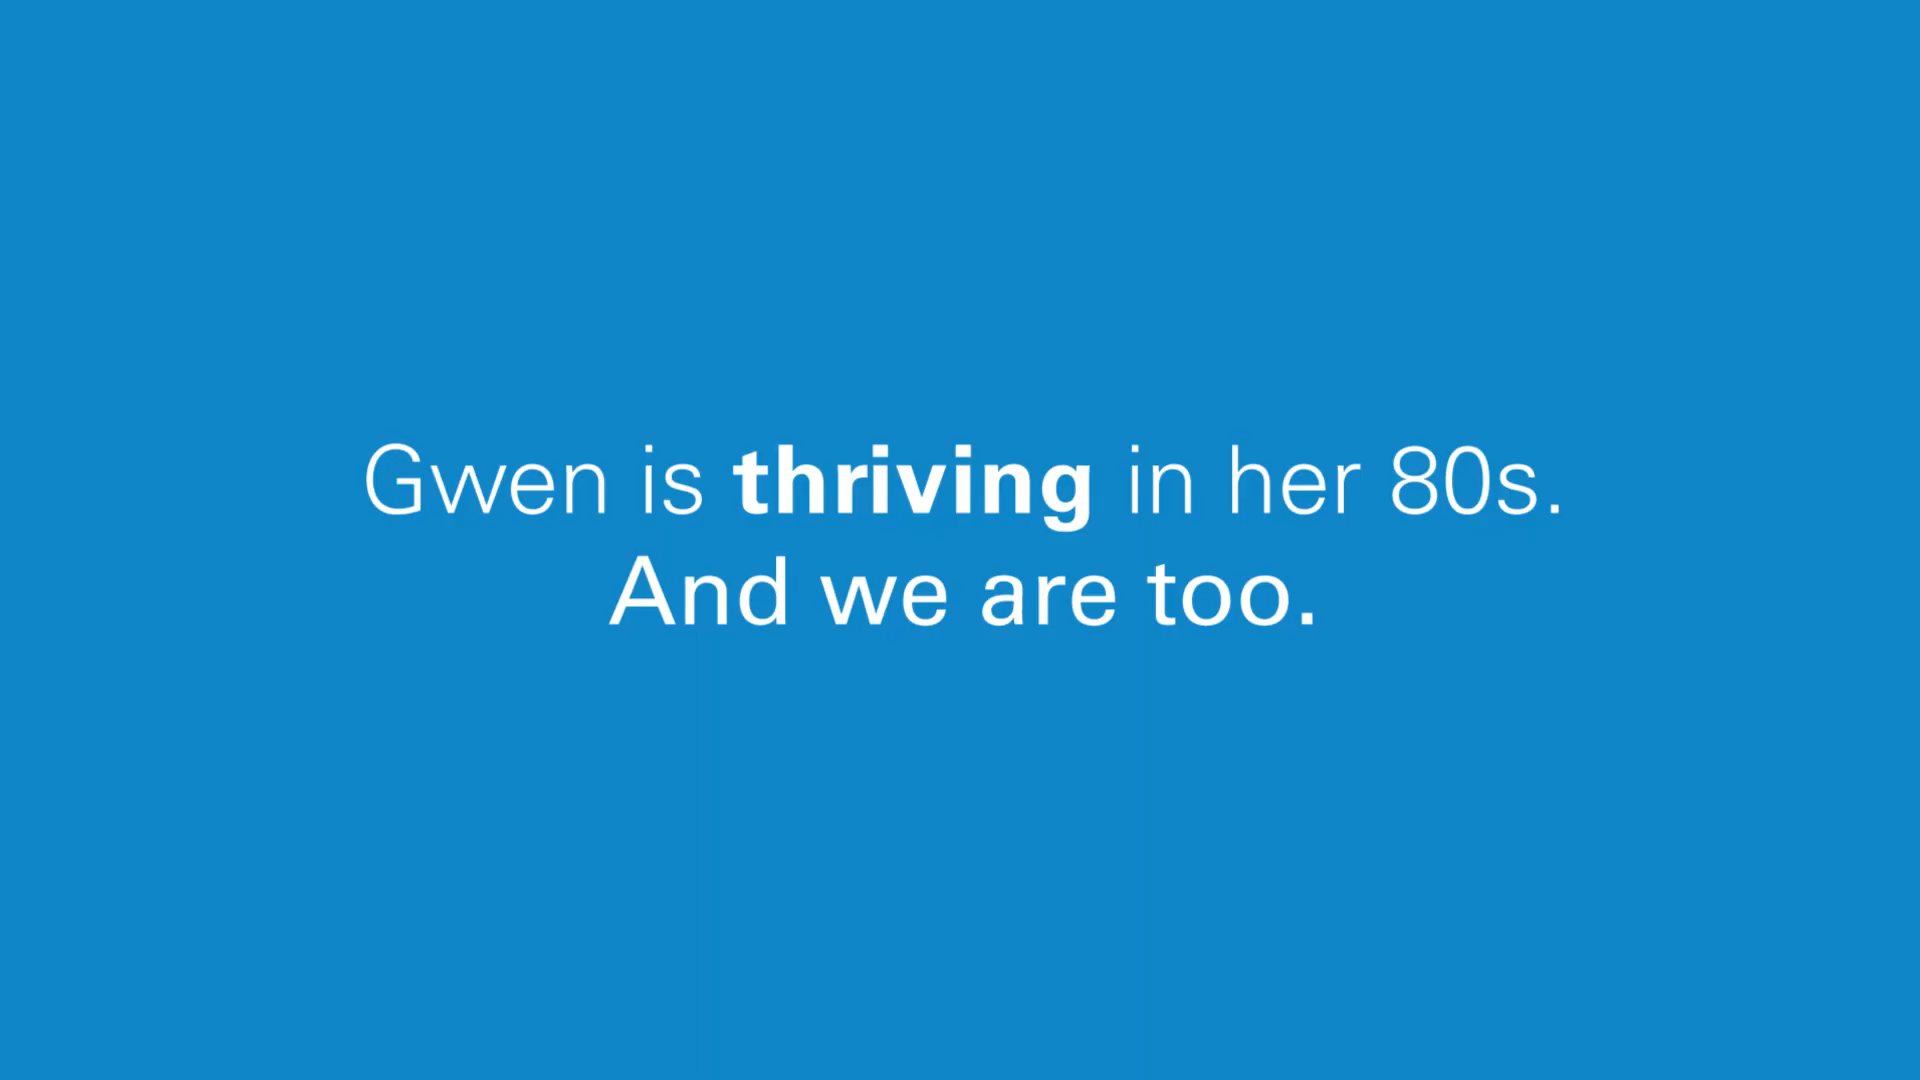 Gwen is thriving in her 80s.
And we are too.